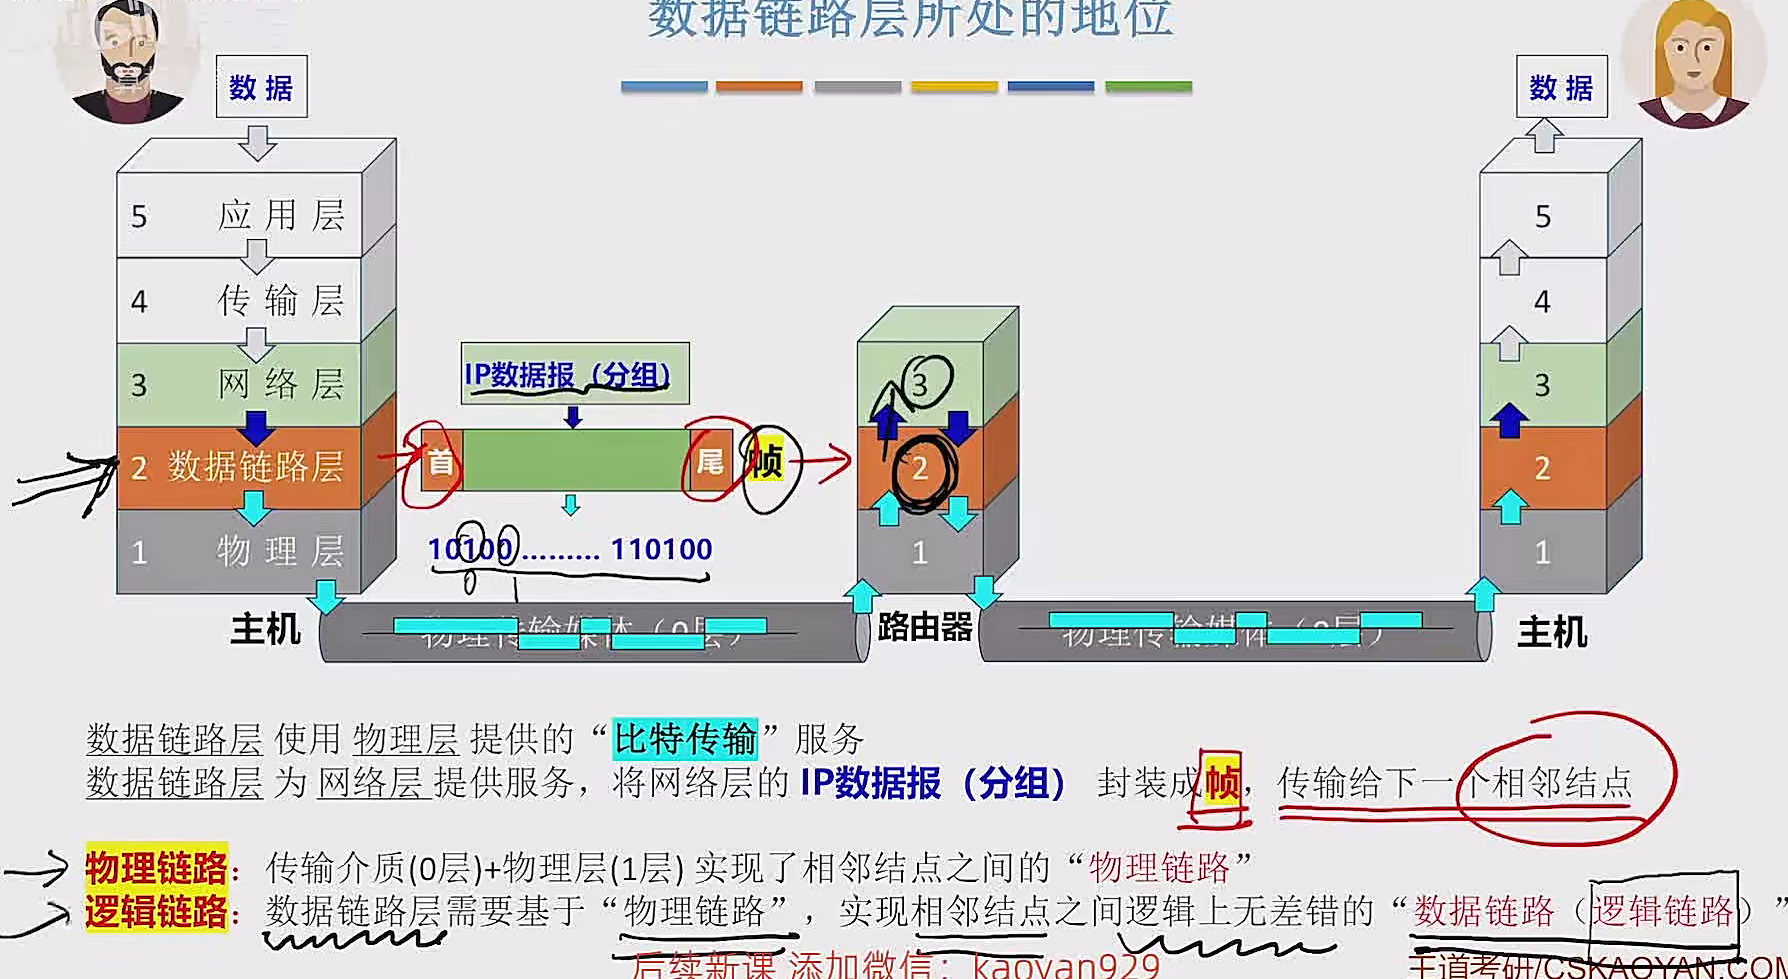 数据链路层所处的地位
数据
数据
5 应用层
5
4 传输层
4
IP数据报（分组）
3 网络层
3
3
2 数据链路层
首
尾
帧
2
2
1 物理层
10100 ......... 110100
1
1
主机
物理传输媒体（0层）
路由器
物理传输媒体（0层）
主机
数据链路层 使用 物理层 提供的“比特传输”服务
数据链路层 为 网络层 提供服务，将网络层的 IP数据报（分组） 封装成帧，传输给下一个相邻结点
物理链路：传输介质(0层)+物理层(1层) 实现了相邻结点之间的“物理链路”
逻辑链路：数据链路层需要基于“物理链路”，实现相邻结点之间逻辑上无差错的“数据链路（逻辑链路）”
后续新课 添加微信：kaoyan929
王道考研/CSKAOYAN.COM